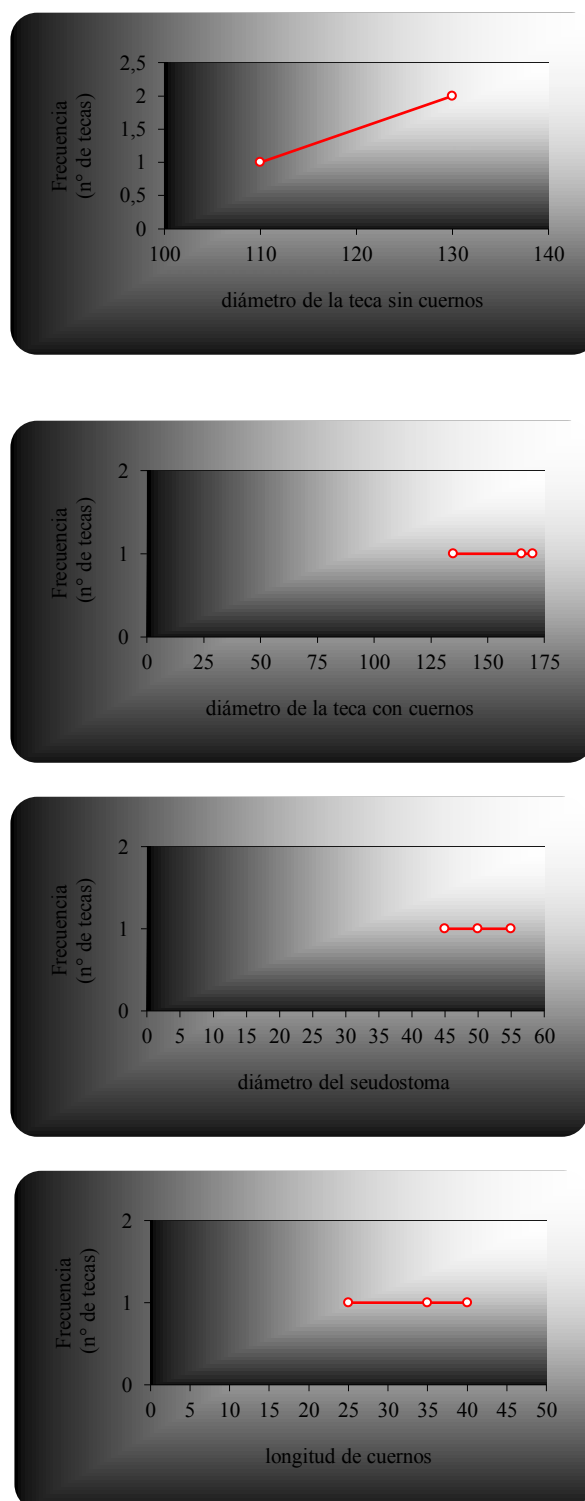 Frecuencia
(n° de tecas)
2,5
2
1,5
1
0,5
0
100 110 120 130 140
diámetro de la teca sin cuernos
Frecuencia
(n° de tecas)
2
1
0
0 25 50 75 100 125 150 175
diámetro de la teca con cuernos
Frecuencia
(n° de tecas)
2
1
0
0 5 10 15 20 25 30 35 40 45 50 55 60
diámetro del seudostoma
Frecuencia
(n° de tecas)
2
1
0
0 5 10 15 20 25 30 35 40 45 50
longitud de cuernos